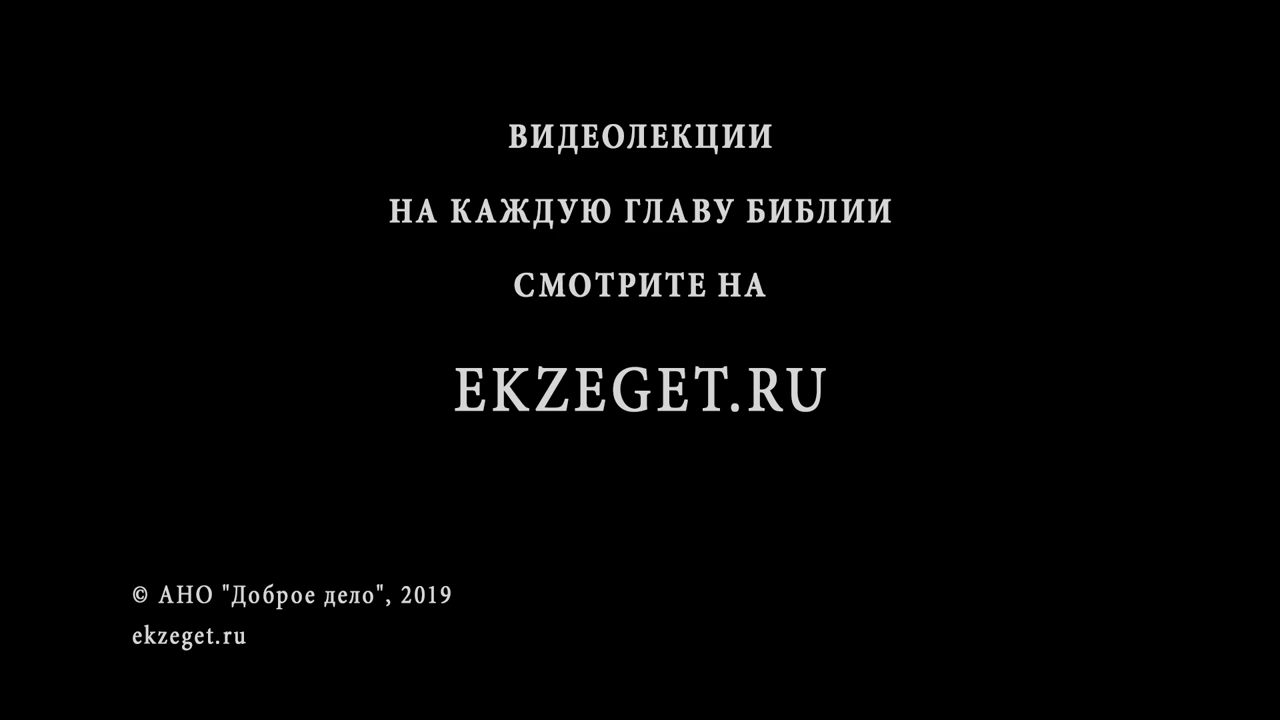 ВИДЕОЛЕКЦИИ
НА КАЖДУЮ ГЛАВУ БИБЛИИ
СМОТРИТЕ НА
EKZEGET.RU
© АНО "Доброе дело", 2019
ekzeget.ru